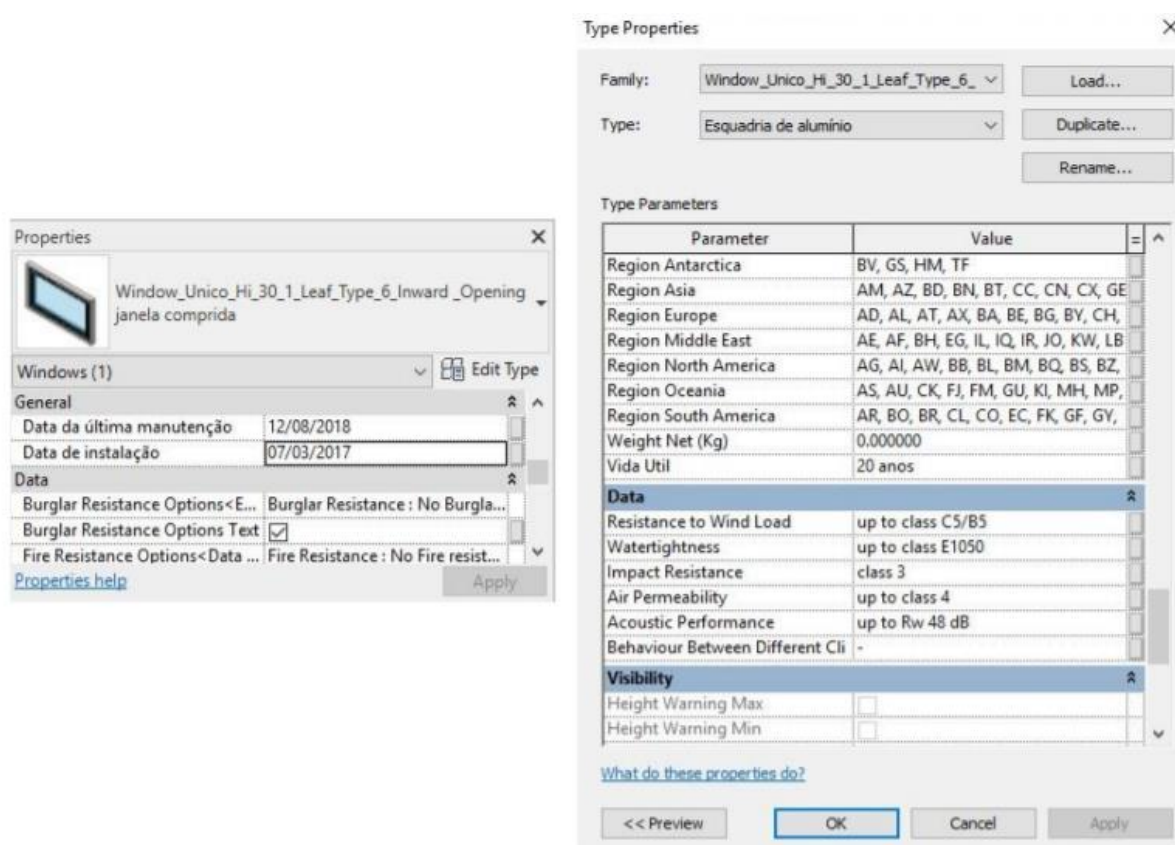 Properties
Window_Unico_Hi_30_1_Leaf_Type_6_Inward _Opening
janela comprida
Windows (1) Edit Type
General
Data da última manutenção 12/08/2018
Data de instalação 07/03/2017
Data
Burglar Resistance Options<E... Burglar Resistance : No Burgla...
Burglar Resistance Options Text
Fire Resistance Options<Data ... Fire Resistance : No Fire resist...
Properties help Apply
Type Properties
Family: Window_Unico_Hi_30_1_Leaf_Type_6_ Load...
Type: Esquadria de alumínio Duplicate...
Rename...
Type Parameters
Parameter Value =
Region Antarctica BV, GS, HM, TF
Region Asia AM, AZ, BD, BN, BT, CC, CN, CX, GE
Region Europe AD, AL, AT, AX, BA, BE, BG, BY, CH,
Region Middle East AE, AF, BH, EG, IL, IQ, IR, JO, KW, LB
Region North America AG, AI, AW, BB, BL, BM, BQ, BS, BZ,
Region Oceania AS, AU, CK, FJ, FM, GU, KI, MH, MP,
Region South America AR, BO, BR, CL, CO, EC, FK, GF, GY,
Weight Net (Kg) 0.000000
Vida Util 20 anos
Data
Resistance to Wind Load up to class C5/B5
Watertightness up to class E1050
Impact Resistance class 3
Air Permeability up to class 4
Acoustic Performance up to Rw 48 dB
Behaviour Between Different Cli -
Visibility
Height Warning Max
Height Warning Min
What do these properties do?
<< Preview OK Cancel Apply